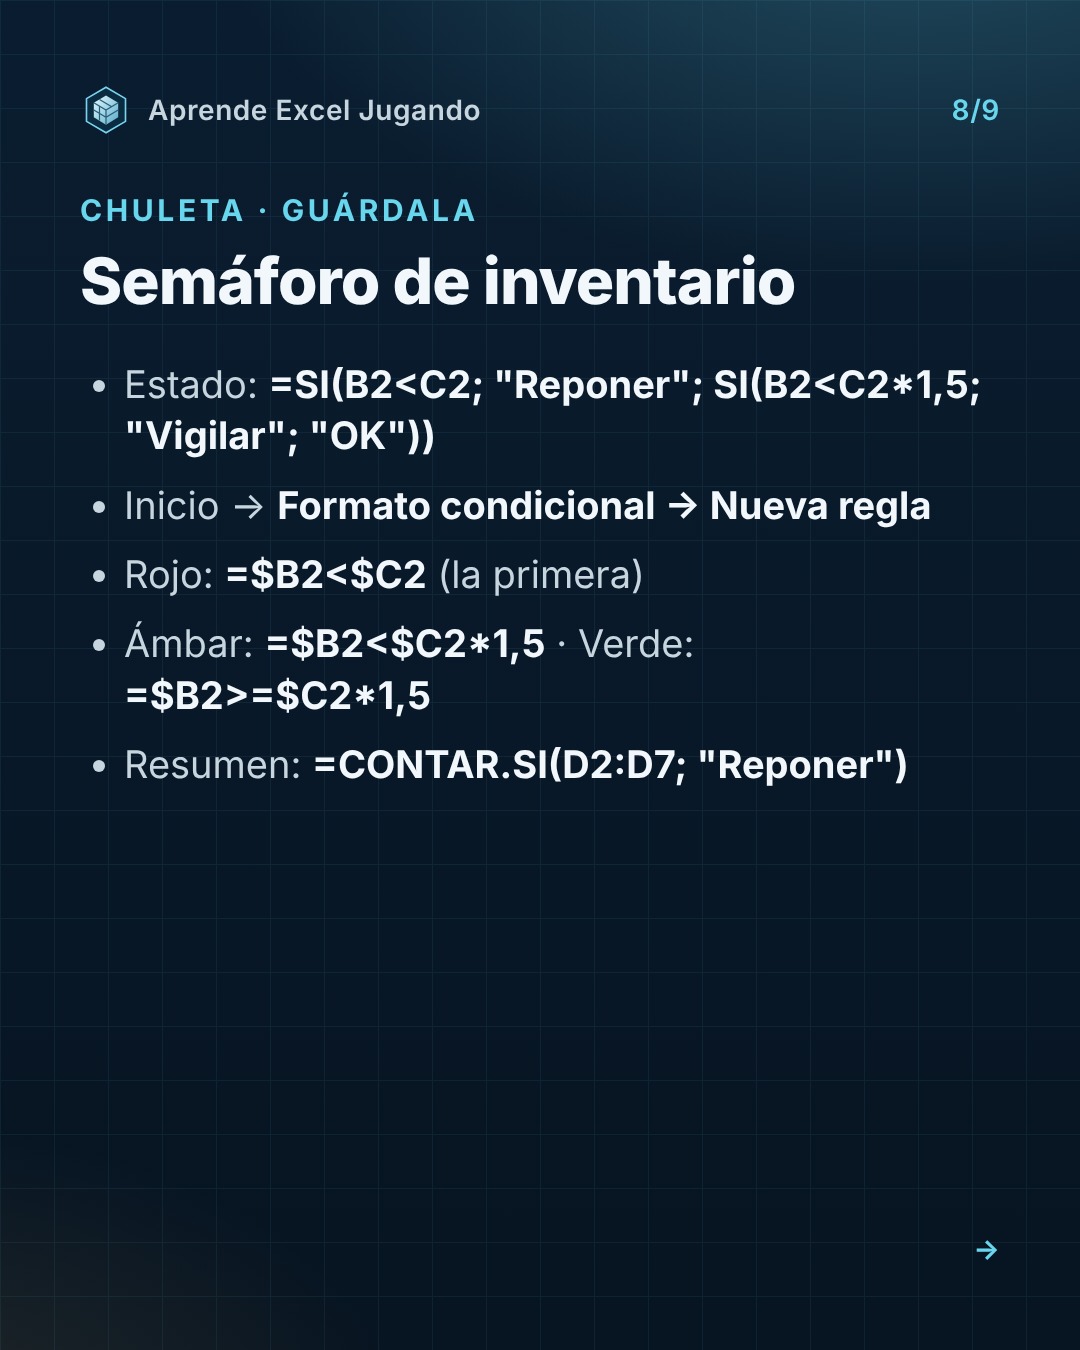 Aprende Excel Jugando
8/9
CHULETA · GUÁRDALA
Semáforo de inventario
• Estado: =SI(B2<C2; "Reponer"; SI(B2<C2*1,5;
"Vigilar"; "OK"))
• Inicio → Formato condicional → Nueva regla
• Rojo: =$B2<$C2 (la primera)
• Ámbar: =$B2<$C2*1,5 · Verde:
=$B2>=$C2*1,5
• Resumen: =CONTAR.SI(D2:D7; "Reponer")
→